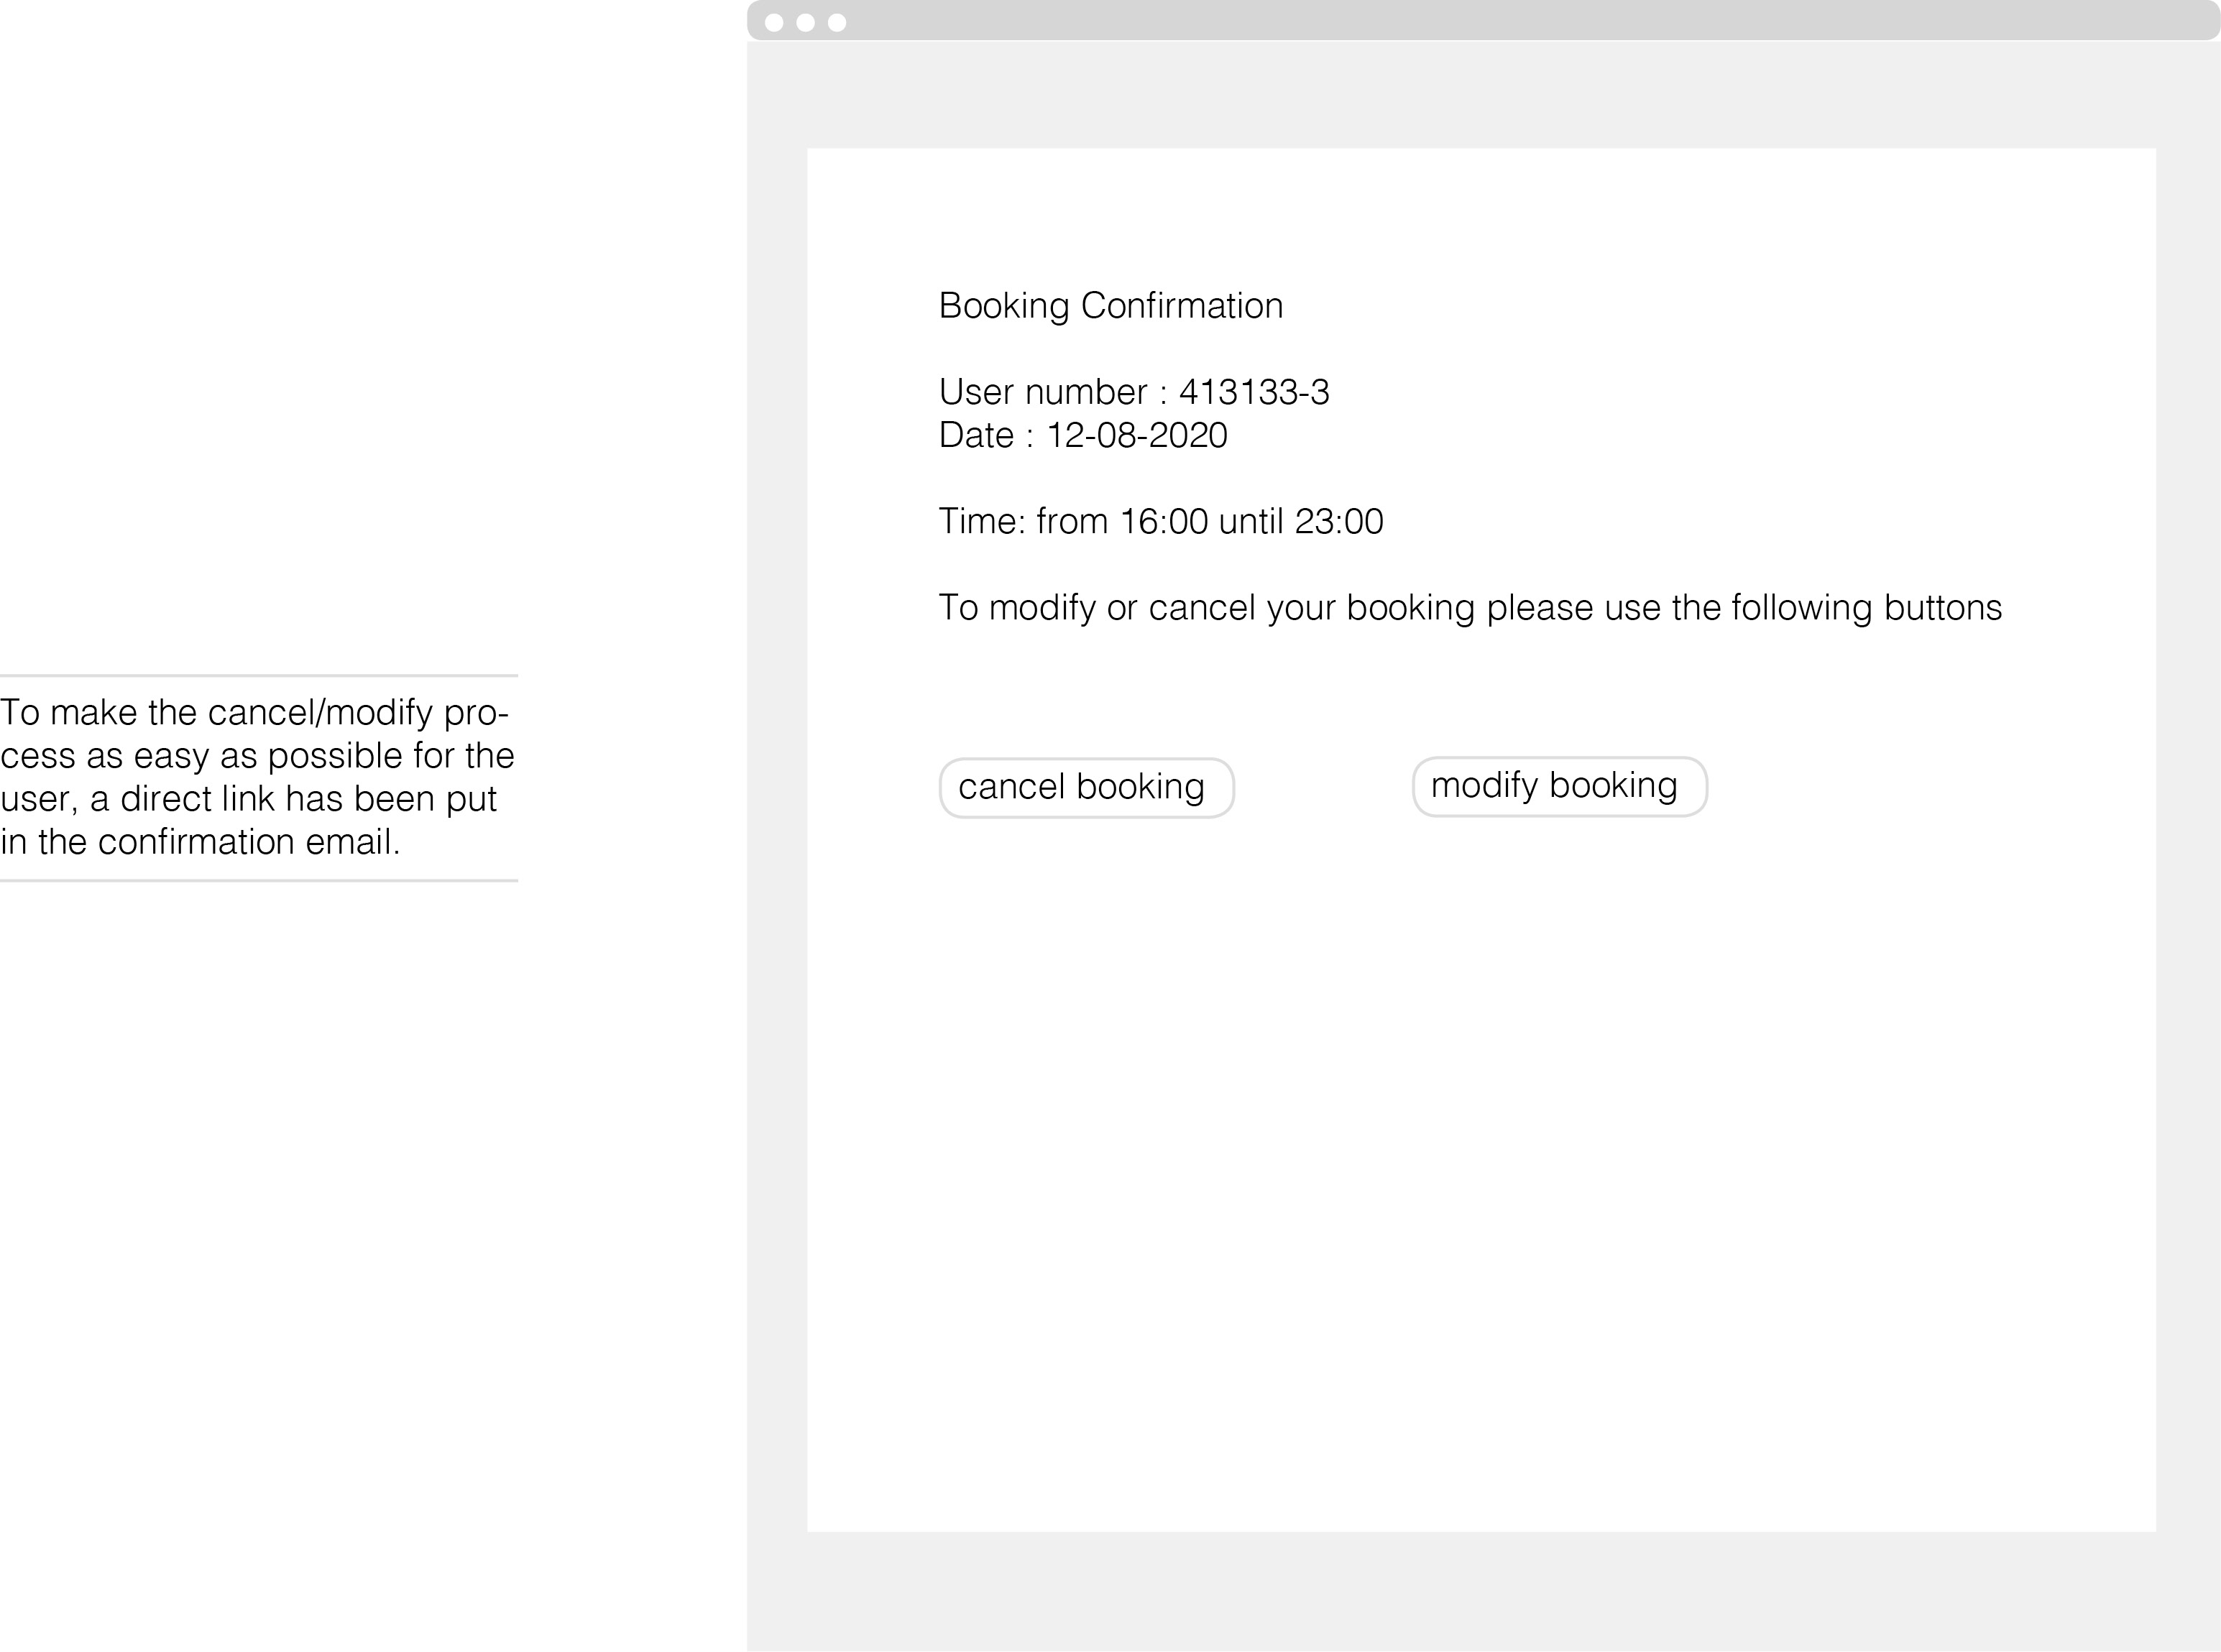 Booking Confirmation
User number : 413133-3
Date : 12-08-2020
Time: from 16:00 until 23:00
To modify or cancel your booking please use the following buttons
To make the cancel/modify pro-
cess as easy as possible for the
user, a direct link has been put
in the confirmation email.
cancel booking
modify booking